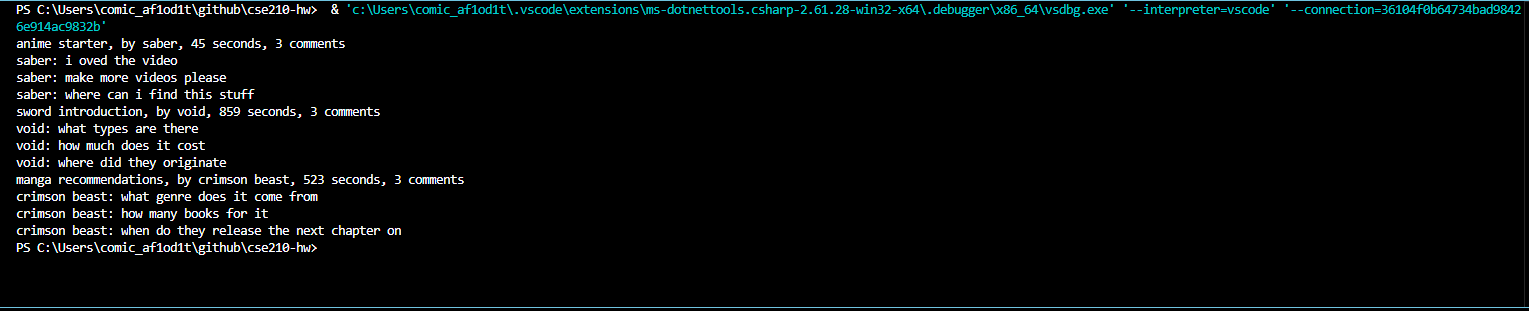 PS C:\Users\comic_af1od1t\github\cse210-hw>  & 'c:\Users\comic_af1od1t\.vscode\extensions\ms-dotnettools.csharp-2.61.28-win32-x64\.debugger\x86_64\vsdbg.exe' '--interpreter=vscode' '--connection=36104f0b64734bad9842
6e914ac9832b'
anime starter, by saber, 45 seconds, 3 comments
saber: i oved the video
saber: make more videos please
saber: where can i find this stuff
sword introduction, by void, 859 seconds, 3 comments
void: what types are there
void: how much does it cost
void: where did they originate
manga recommendations, by crimson beast, 523 seconds, 3 comments
crimson beast: what genre does it come from
crimson beast: how many books for it
crimson beast: when do they release the next chapter on
PS C:\Users\comic_af1od1t\github\cse210-hw>